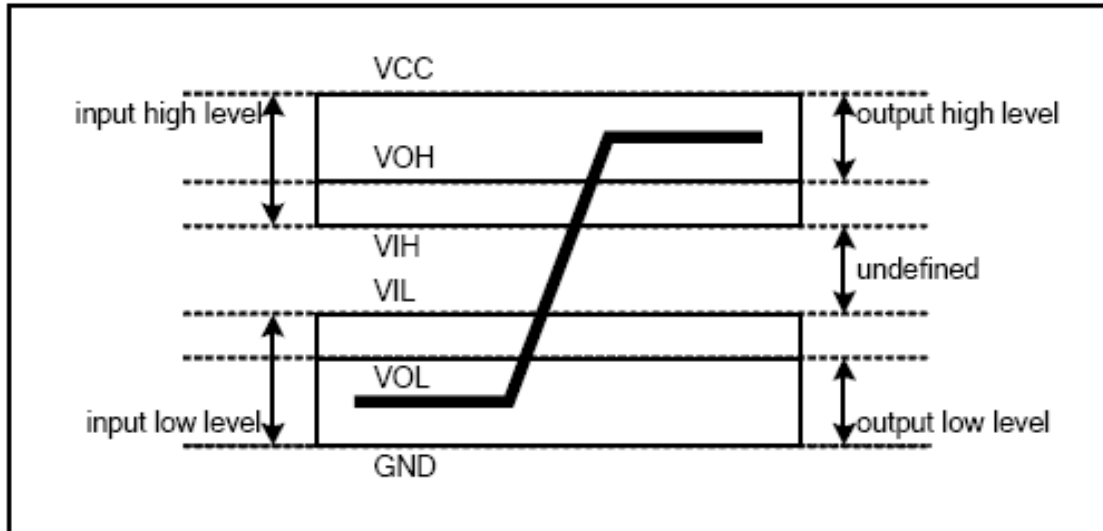 VCC
input high level
output high level
VOH
VIH
undefined
VIL
VOL
input low level
output low level
GND